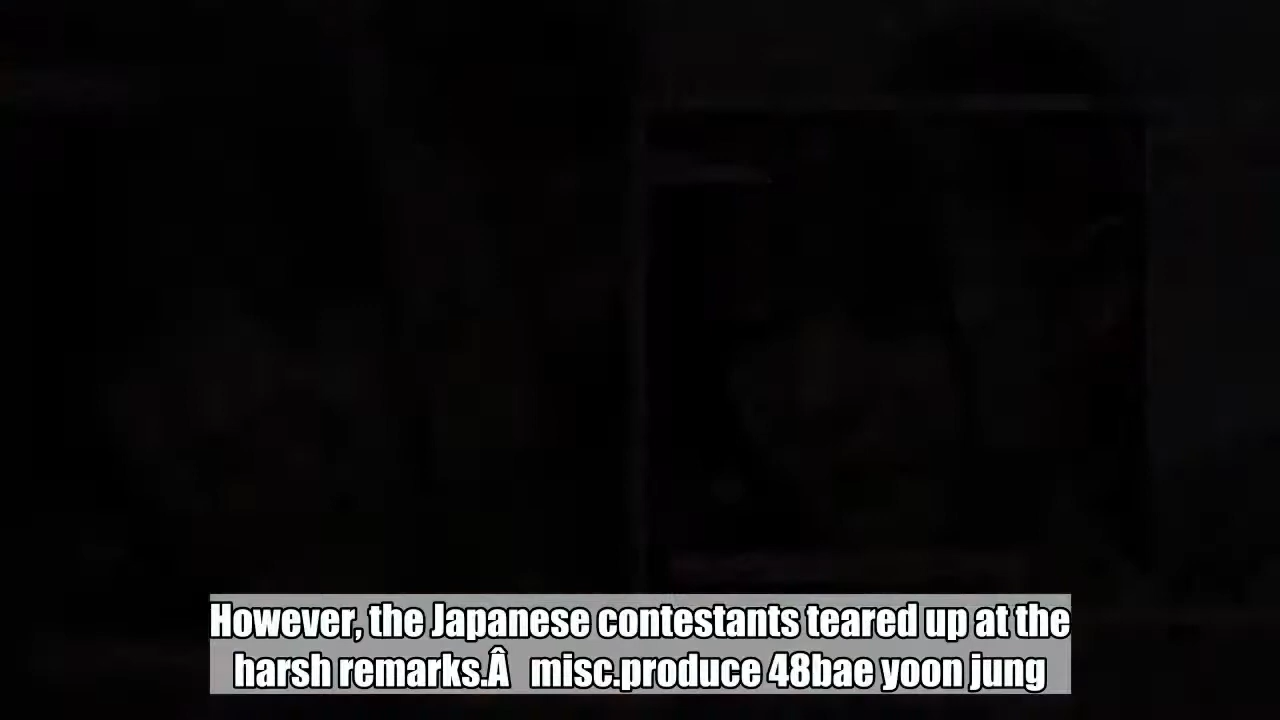 However, the Japanese contestants teared up at the
harsh remarks.Â misc.produce 48bae yoon jung